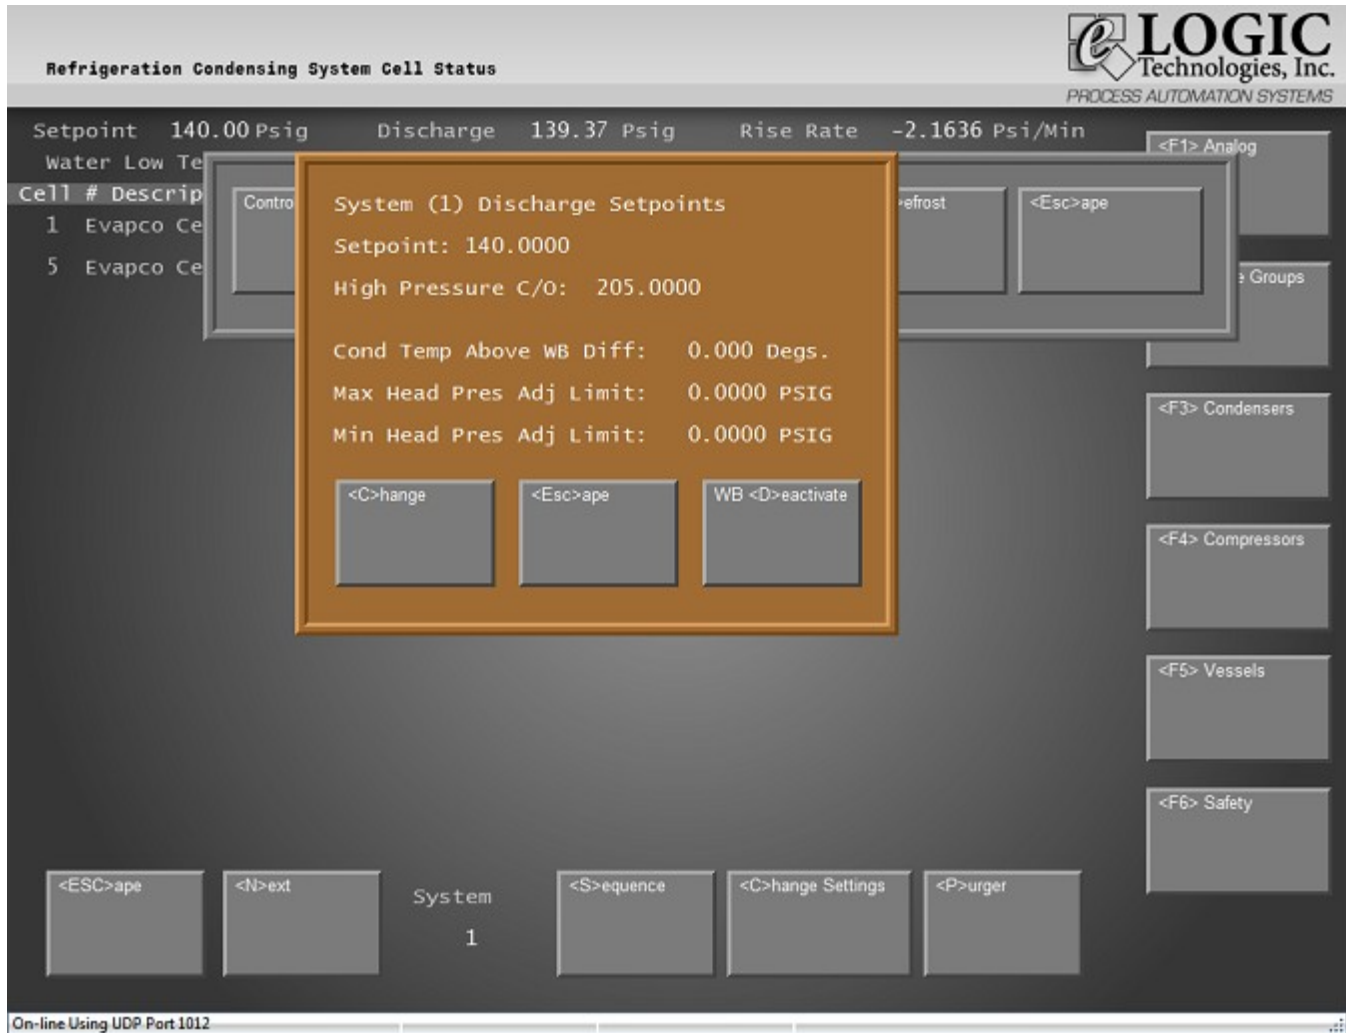 LOGIC
Technologies, Inc.
PROCESS AUTOMATION SYSTEMS
Refrigeration Condensing System Cell Status
Setpoint 140.00 Psig Discharge 139.37 Psig Rise Rate -2.1636 Psi/Min
Water Low Te
Cell # Descrip
1 Evapco Ce
5 Evapco Ce
Contro
efrost
<Esc>ape
System (1) Discharge Setpoints
Setpoint: 140.0000
High Pressure C/O: 205.0000
Cond Temp Above WB Diff: 0.000 Degs.
Max Head Pres Adj Limit: 0.0000 PSIG
Min Head Pres Adj Limit: 0.0000 PSIG
<C>hange <Esc>ape WB <D>eactivate
<F1> Analog
e Groups
<F3> Condensers
<F4> Compressors
<F5> Vessels
<F6> Safety
<ESC>ape <N>ext System <S>equence <C>hange Settings <P>urger
1
On-line Using UDP Port 1012